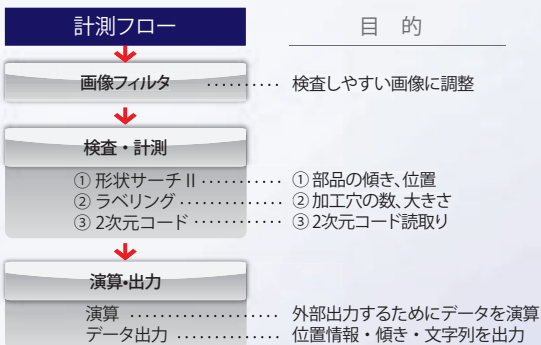 計測フロー 目 的
画像フィルタ ･･････････ 検査しやすい画像に調整
検査・計測
① 形状サーチⅡ ･･･････････ ① 部品の傾き、位置
② ラベリング ･･････････････ ② 加工穴の数、大きさ
③ 2次元コード ････････････ ③ 2次元コード読取り
演算・出力
演算 ･･･････････････････ 外部出力するためにデータを演算
データ出力 ･･････････････ 位置情報・傾き・文字列を出力